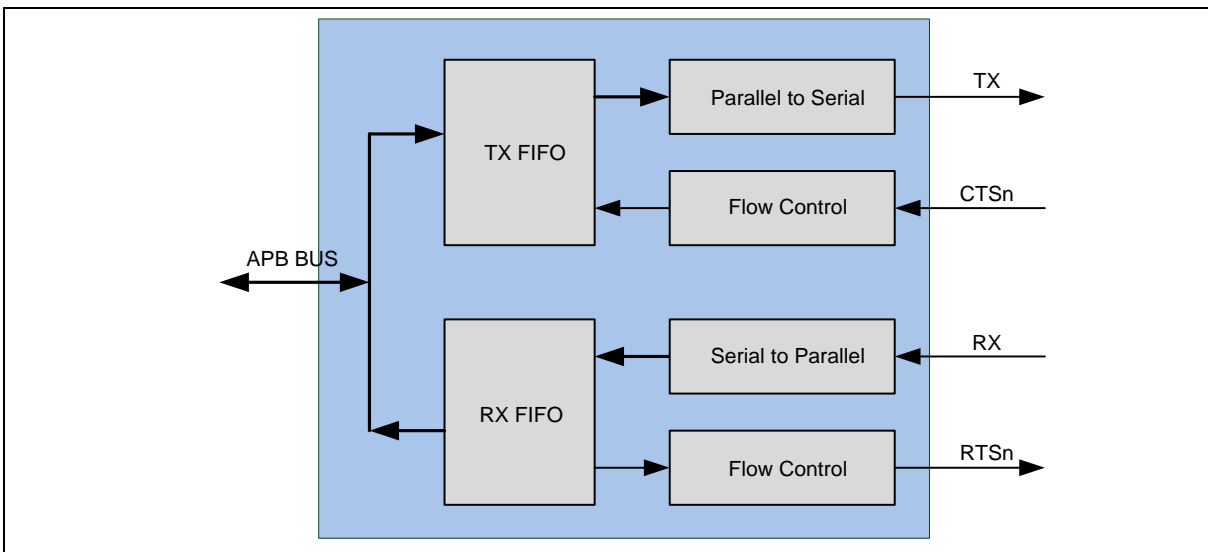 Parallel to Serial
TX
TX FIFO
Flow Control
CTSn
APB BUS
Serial to Parallel
RX
RX FIFO
Flow Control
RTSn